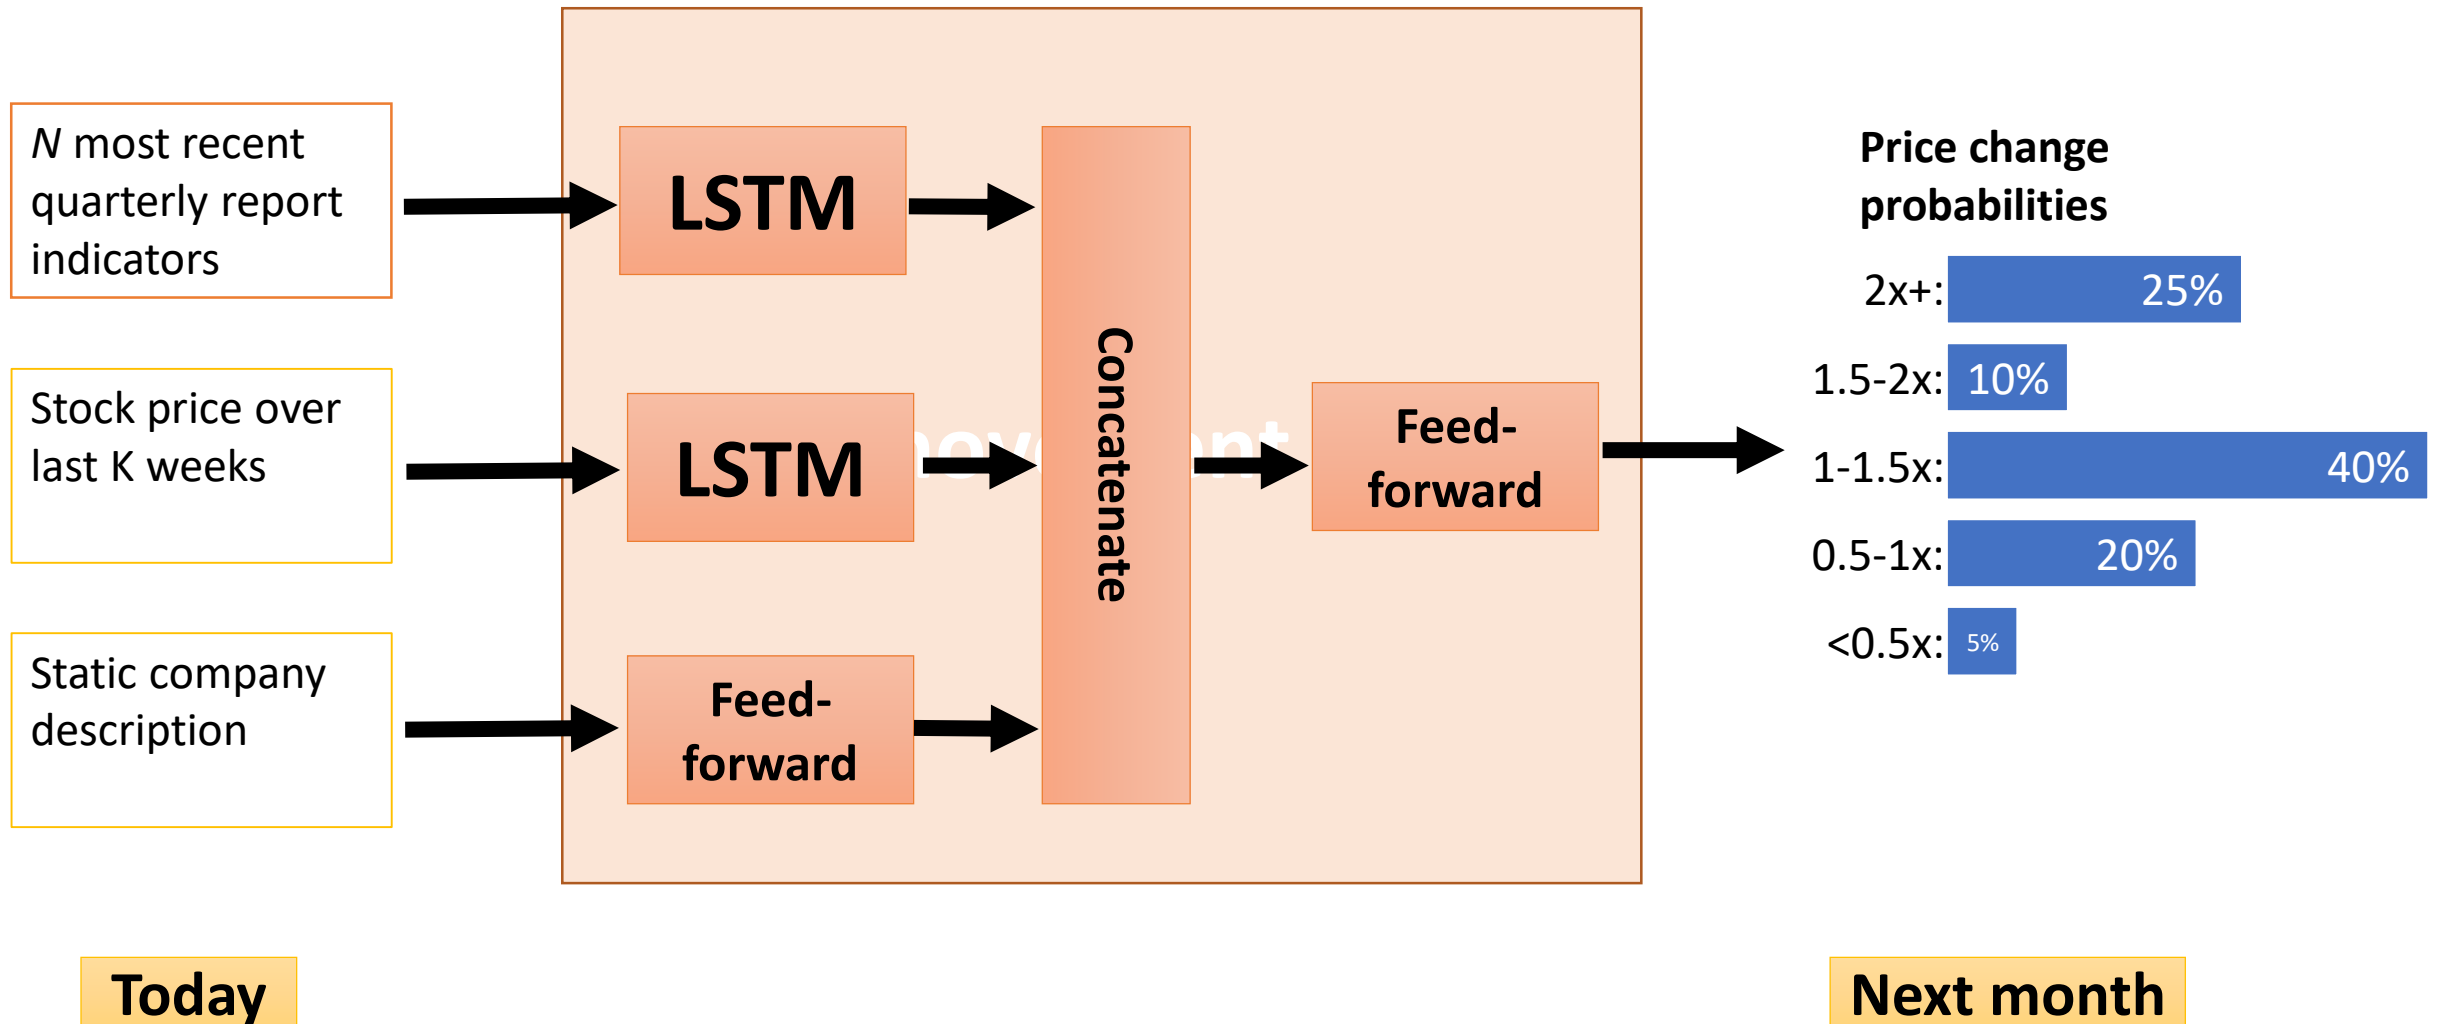 N most recent
quarterly report
indicators
Stock price over
last K weeks
Static company
description
LSTM
LSTM
Feed-
forward
Concatenate
Feed-
forward
Price change
probabilities
2x+: 25%
1.5-2x: 10%
1-1.5x: 40%
0.5-1x: 20%
<0.5x: 5%
Today
Next month